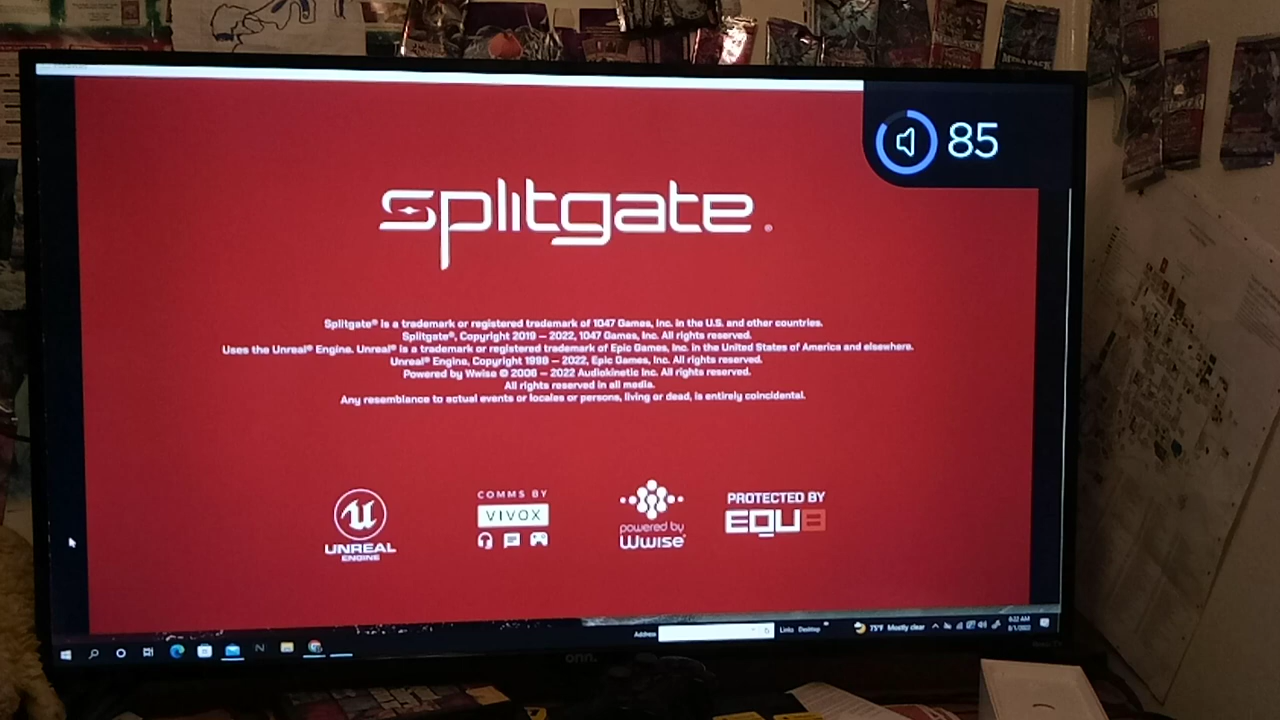 85
splitgate
Splitgate® is a trademark or registered trademark of 1047 Games, Inc. in the U.S. and other countries.
Splitgate®, Copyright 2019 – 2022, 1047 Games, Inc. All rights reserved.
Uses the Unreal® Engine. Unreal® is a trademark or registered trademark of Epic Games, Inc. in the United States of America and elsewhere.
Unreal® Engine, Copyright 1998 – 2022, Epic Games, Inc. All rights reserved.
Powered by Wwise © 2006 – 2022 Audiokinetic Inc. All rights reserved.
All rights reserved in all media.
Any resemblance to actual events or locales or persons, living or dead, is entirely coincidental.
UNREAL
ENGINE
COMMS BY
VIVOX
powered by
Wwise
PROTECTED BY
EQU8
Address
Links Desktop
75°F Mostly clear
6:22 AM
onn.